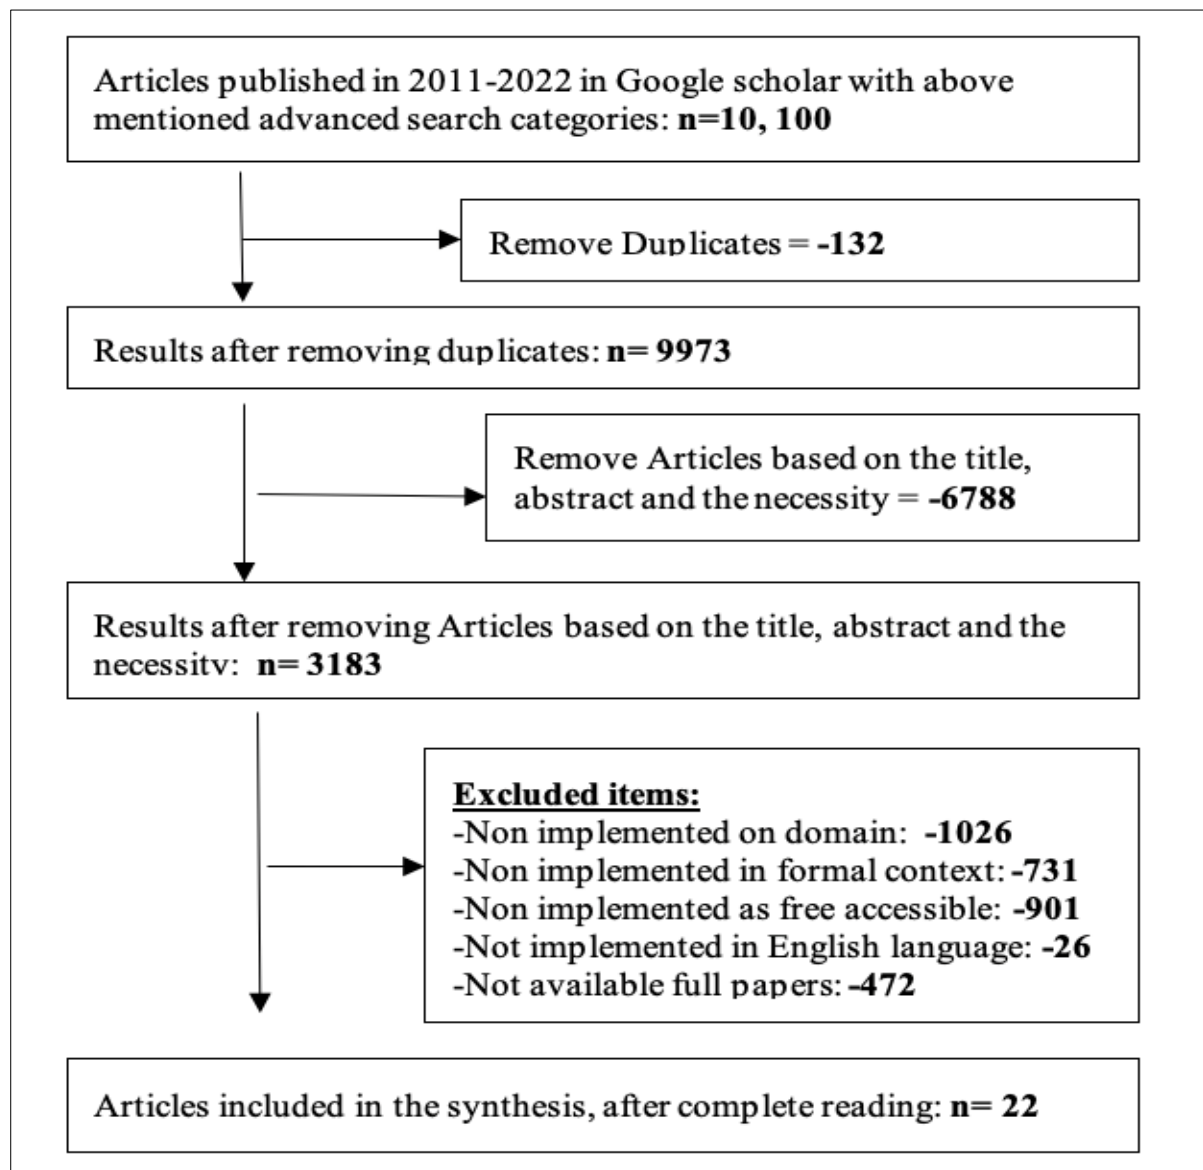 Articles published in 2011-2022 in Google scholar with above
mentioned advanced search categories: n=10, 100
Remove Duplicates = -132
Results after removing duplicates: n= 9973
Remove Articles based on the title,
abstract and the necessity = -6788
Results after removing Articles based on the title, abstract and the
necessity: n= 3183
Excluded items:
-Non implemented on domain: -1026
-Non implemented in formal context: -731
-Non implemented as free accessible: -901
-Not implemented in English language: -26
-Not available full papers: -472
Articles included in the synthesis, after complete reading: n= 22